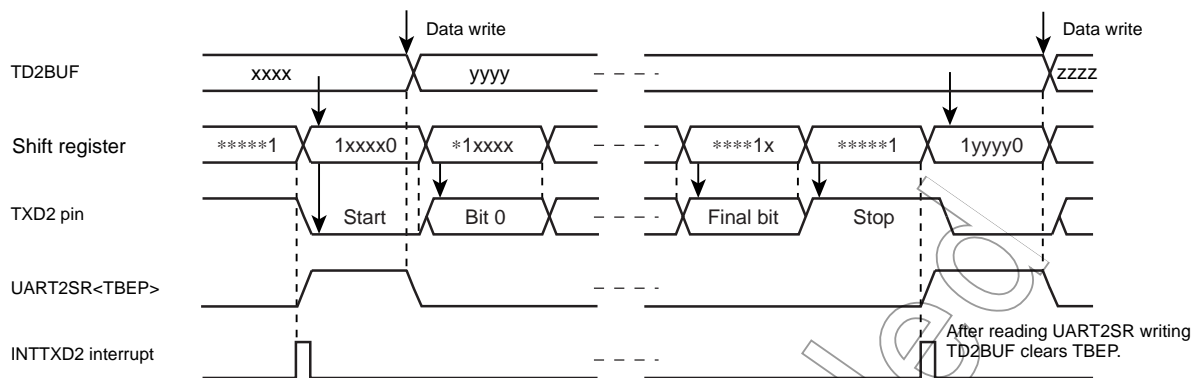 Data write Data write
TD2BUF xxxx yyyy zzzz
Shift register *****1 1xxxx0 *1xxxx ****1x *****1 1yyyy0
TXD2 pin Start Bit 0 Final bit Stop
UART2SR<TBEP>
After reading UART2SR writing
INTTXD2 interrupt TD2BUF clears TBEP.